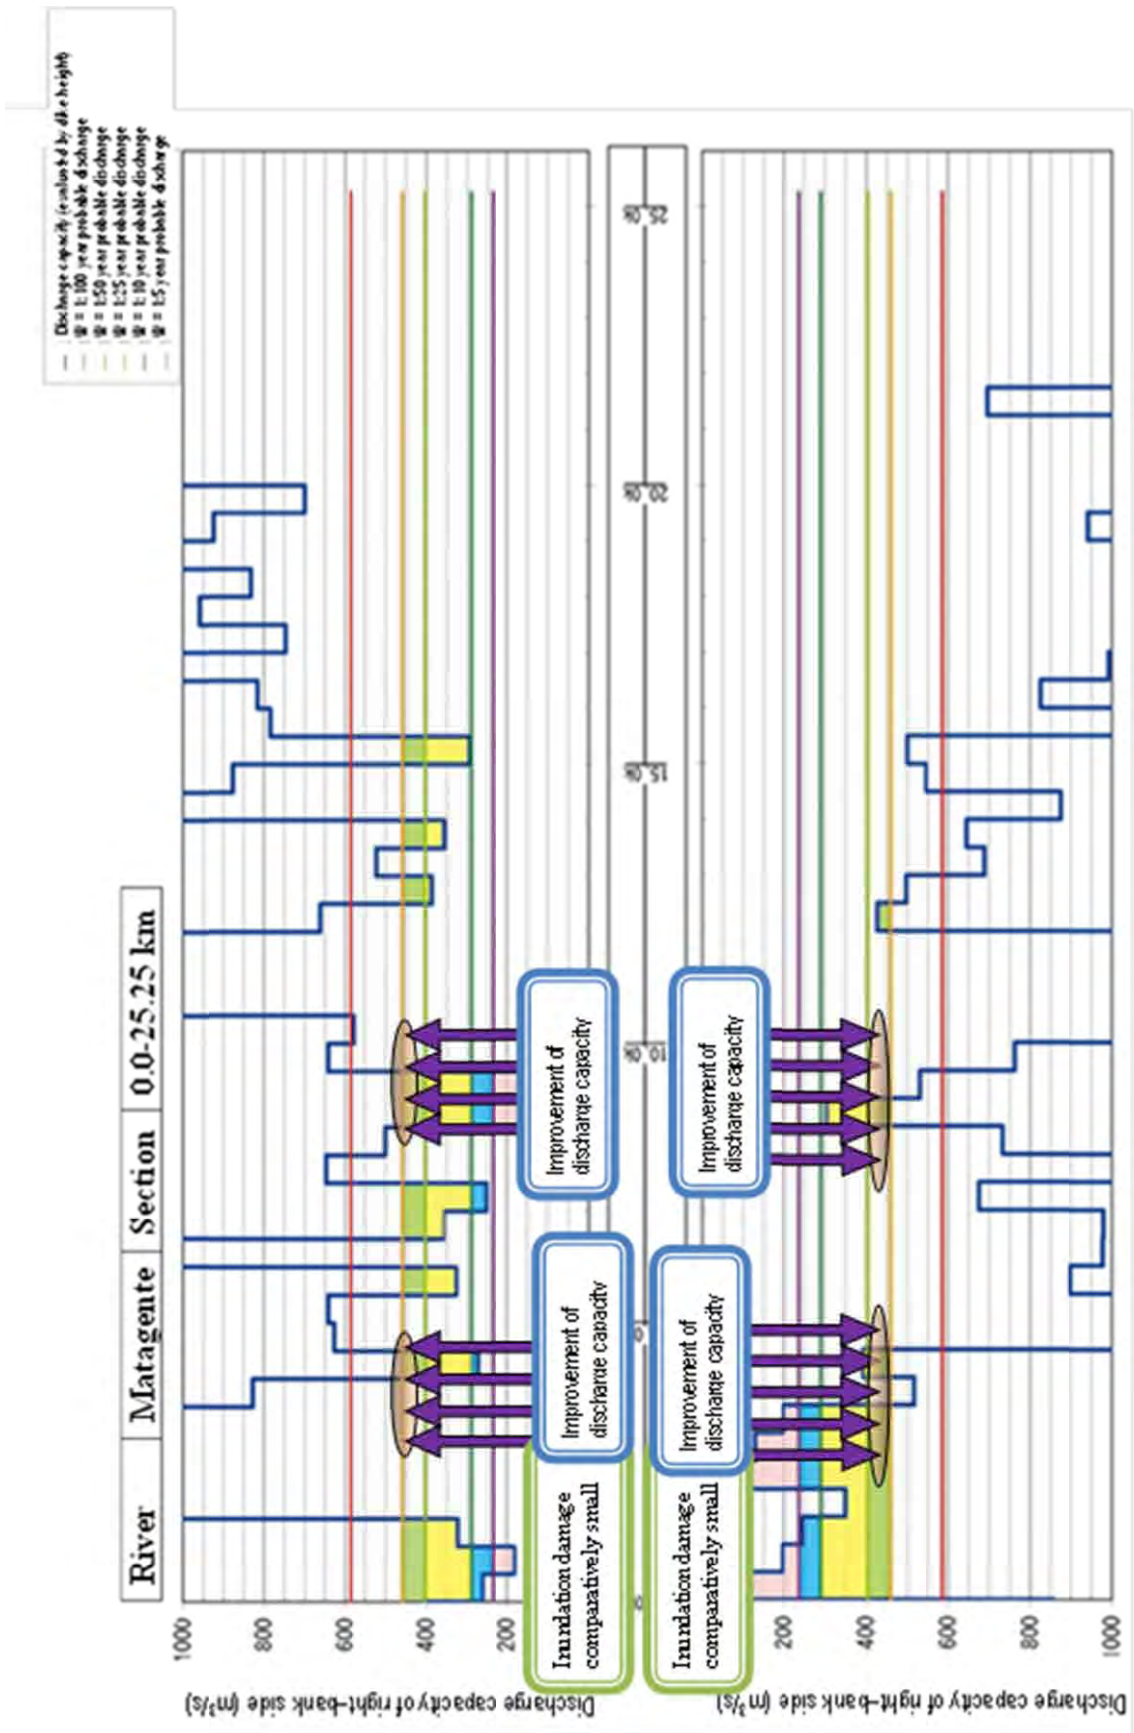 River
Matagente
Section
0.0-25.25 km
Discharge capacity (evaluated by dike height)
W = 1:100 year probable discharge
W = 1:50 year probable discharge
W = 1:25 year probable discharge
W = 1:10 year probable discharge
W = 1:5 year probable discharge
Discharge capacity of right-bank side (m³/s)
1000
800
600
400
200
Improvement of
discharge capacity
Improvement of
discharge capacity
Inundation damage
comparatively small
0
10.0k
15.0k
20.0k
25.0k
Improvement of
discharge capacity
Improvement of
discharge capacity
Inundation damage
comparatively small
Discharge capacity of right-bank side (m³/s)
200
400
600
800
1000